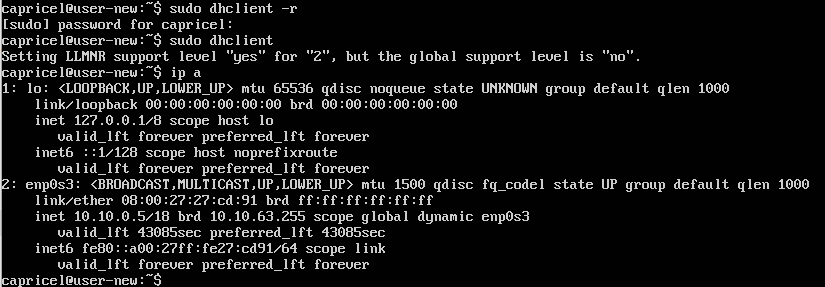 capricel@user-new:~$ sudo dhclient -r
[sudo] password for capricel:
capricel@user-new:~$ sudo dhclient
Setting LLMNR support level "yes" for "2", but the global support level is "no".
capricel@user-new:~$ ip a
1: lo: <LOOPBACK,UP,LOWER_UP> mtu 65536 qdisc noqueue state UNKNOWN group default qlen 1000
    link/loopback 00:00:00:00:00:00 brd 00:00:00:00:00:00
    inet 127.0.0.1/8 scope host lo
       valid_lft forever preferred_lft forever
    inet6 ::1/128 scope host noprefixroute
       valid_lft forever preferred_lft forever
2: enp0s3: <BROADCAST,MULTICAST,UP,LOWER_UP> mtu 1500 qdisc fq_codel state UP group default qlen 1000
    link/ether 08:00:27:27:cd:91 brd ff:ff:ff:ff:ff:ff
    inet 10.10.0.5/18 brd 10.10.63.255 scope global dynamic enp0s3
       valid_lft 43085sec preferred_lft 43085sec
    inet6 fe80::a00:27ff:fe27:cd91/64 scope link
       valid_lft forever preferred_lft forever
capricel@user-new:~$